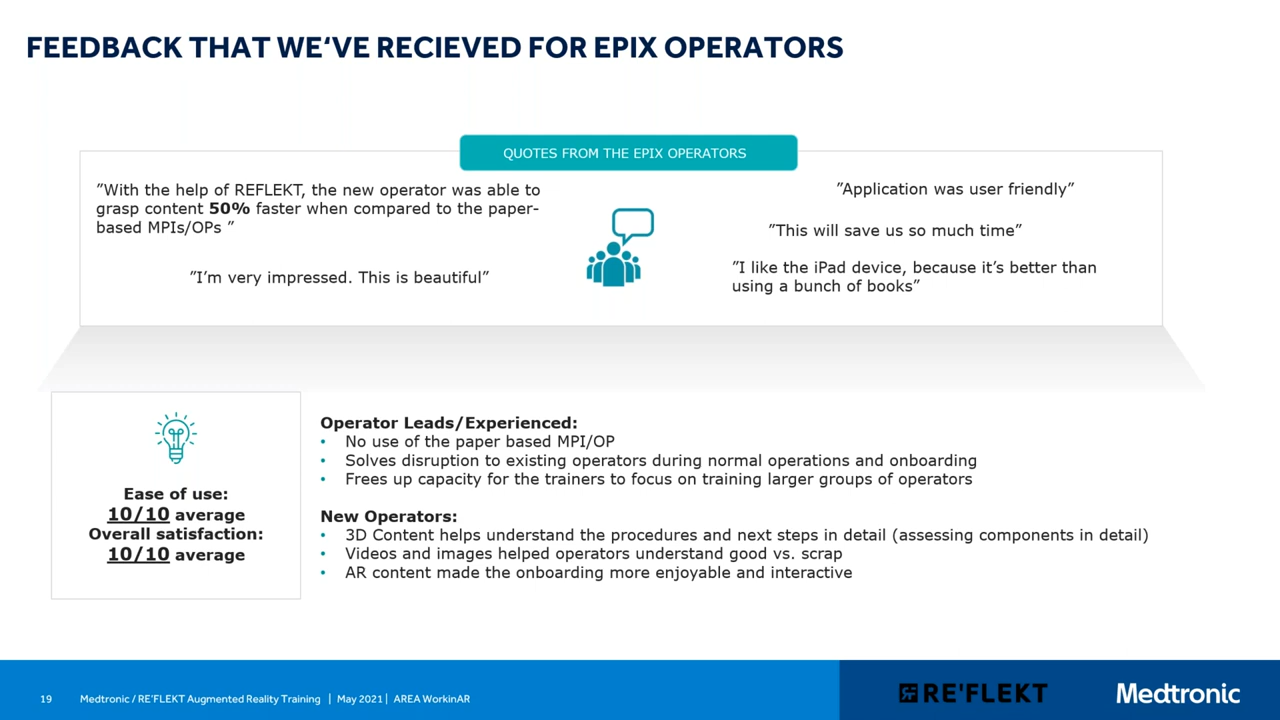 FEEDBACK THAT WE‘VE RECIEVED FOR EPIX OPERATORS
QUOTES FROM THE EPIX OPERATORS
”With the help of REFLEKT, the new operator was able to
grasp content 50% faster when compared to the paper-
based MPIs/OPs ”
”I’m very impressed. This is beautiful”
”Application was user friendly”
”This will save us so much time”
”I like the iPad device, because it’s better than
using a bunch of books”
Ease of use:
10/10 average
Overall satisfaction:
10/10 average
Operator Leads/Experienced:
• No use of the paper based MPI/OP
• Solves disruption to existing operators during normal operations and onboarding
• Frees up capacity for the trainers to focus on training larger groups of operators
New Operators:
• 3D Content helps understand the procedures and next steps in detail (assessing components in detail)
• Videos and images helped operators understand good vs. scrap
• AR content made the onboarding more enjoyable and interactive
19 Medtronic / RE’FLEKT Augmented Reality Training | May 2021 | AREA WorkinAR
RE'FLEKT
Medtronic